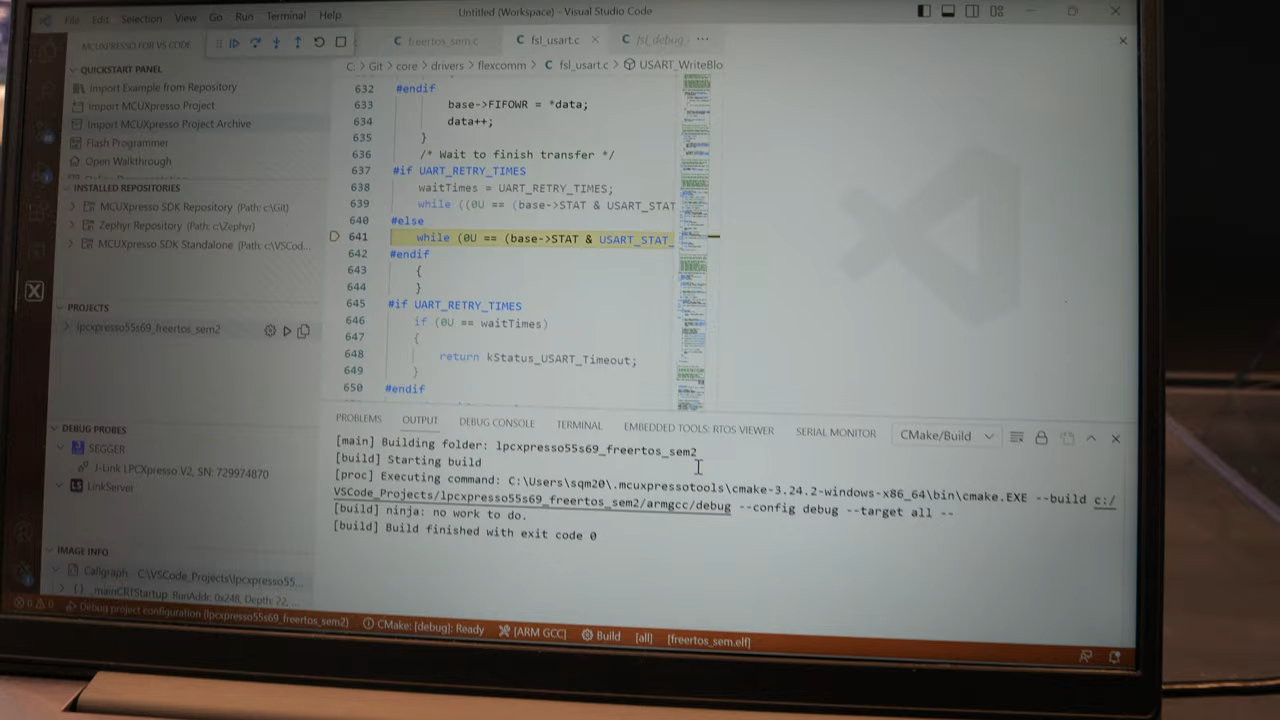 File Edit Selection View Go Run Terminal Help
Untitled (Workspace) - Visual Studio Code
MCUXPRESSO FOR VS CODE
QUICKSTART PANEL
Import Example from Repository
Import MCUXpresso Project
Import MCUXpresso Project Archive
Flash Programmer
Open Walkthrough
INSTALLED REPOSITORIES
MCUXpresso SDK Repository (Path: c:\Git)
Zephyr Repository (Path: c:\Zephyr)
MCUXpresso SDK Standalone (Path: c:\VSCod...
PROJECTS
lpcxpresso55s69_freertos_sem2
DEBUG PROBES
SEGGER
J-Link LPCXpresso V2, SN: 729974870
LinkServer
IMAGE INFO
Callgraph C:\VSCode_Projects\lpcxpresso55...
{} _mainCRTStartup RunAddr: 0x248, Depth: 22, ...
C freertos_sem.c
C fsl_usart.c
C fsl_debug
C: > Git > core > drivers > flexcomm > C fsl_usart.c > USART_WriteBlo
632 #endif
633 base->FIFOWR = *data;
634 data++;
635 }
636 /* Wait to finish transfer */
637 #if UART_RETRY_TIMES
638 waitTimes = UART_RETRY_TIMES;
639 while ((0U == (base->STAT & USART_STAT
640 #else
641 while (0U == (base->STAT & USART_STAT_
642 #endif
643 {
644 }
645 #if UART_RETRY_TIMES
646 if (0U == waitTimes)
647 {
648 return kStatus_USART_Timeout;
649 }
650 #endif
PROBLEMS OUTPUT DEBUG CONSOLE TERMINAL EMBEDDED TOOLS: RTOS VIEWER SERIAL MONITOR CMake/Build
[main] Building folder: lpcxpresso55s69_freertos_sem2
[build] Starting build
[proc] Executing command: C:\Users\sqm20\.mcuxpressotools\cmake-3.24.2-windows-x86_64\bin\cmake.EXE --build c:/
VSCode_Projects/lpcxpresso55s69_freertos_sem2/armgcc/debug --config debug --target all --
[build] ninja: no work to do.
[build] Build finished with exit code 0
0 0 Debug project configuration (lpcxpresso55s69_freertos_sem2) CMake: [debug]: Ready [ARM GCC] Build [all] [freertos_sem.elf]